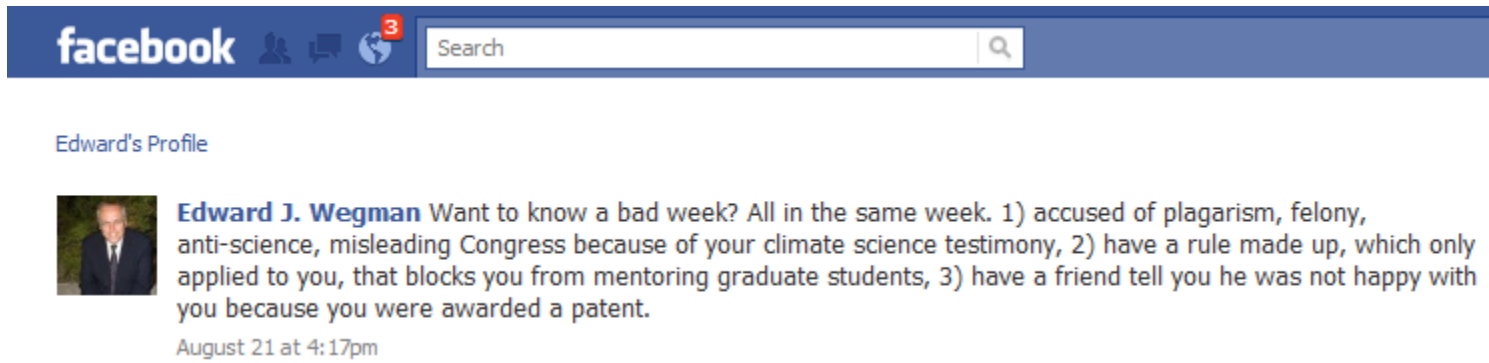 facebook 3 Search
Edward's Profile
Edward J. Wegman Want to know a bad week? All in the same week. 1) accused of plagarism, felony,
anti-science, misleading Congress because of your climate science testimony, 2) have a rule made up, which only
applied to you, that blocks you from mentoring graduate students, 3) have a friend tell you he was not happy with
you because you were awarded a patent.
August 21 at 4:17pm